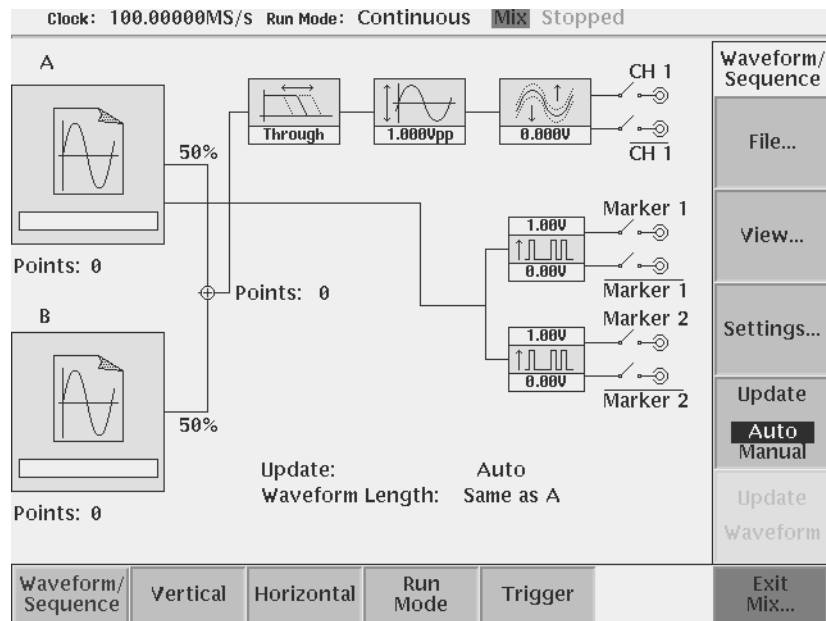 Clock: 100.00000MS/s Run Mode: Continuous Mix Stopped
A
50%
Points: 0
Through
1.000Vpp
0.000V
CH 1
CH 1
Marker 1
1.00V
0.00V
Marker 1
Points: 0
B
50%
Points: 0
Marker 2
1.00V
0.00V
Marker 2
Update: Auto
Waveform Length: Same as A
Waveform/
Sequence
File...
View...
Settings...
Update
Auto
Manual
Update
Waveform
Waveform/
Sequence
Vertical
Horizontal
Run
Mode
Trigger
Exit
Mix...